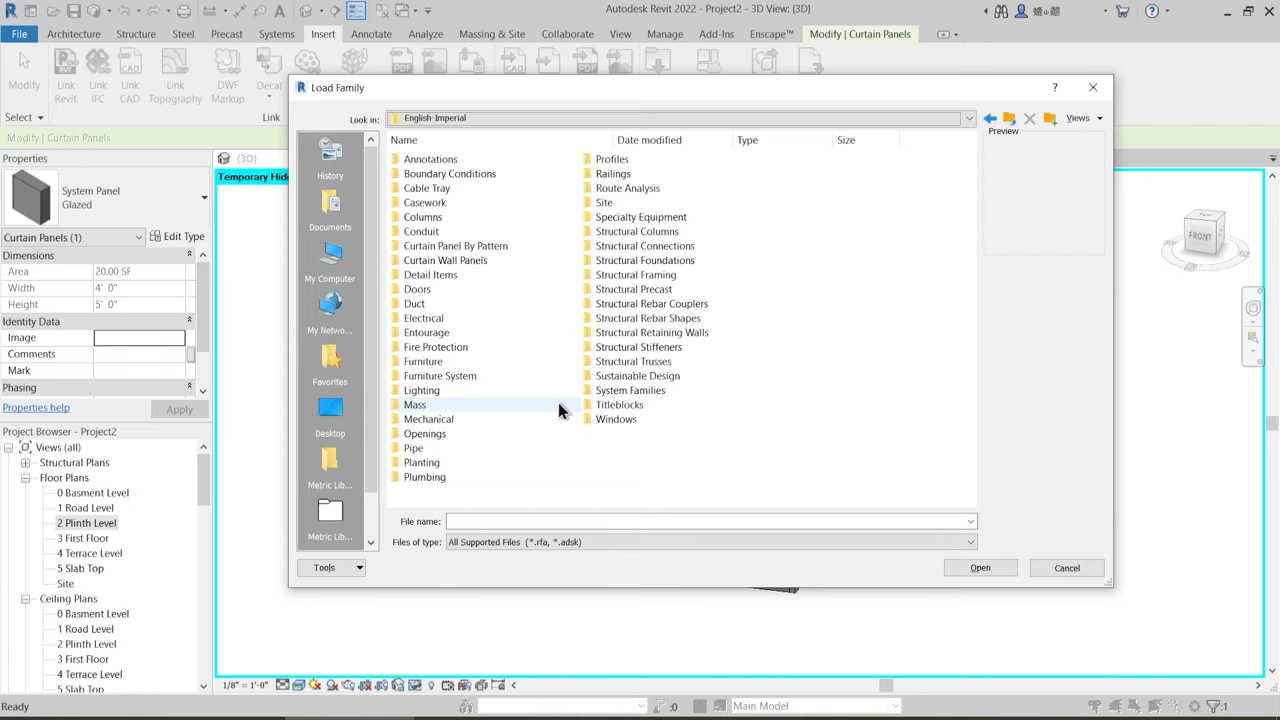 Autodesk Revit 2022 - Project2 - 3D View: {3D}
File Architecture Structure Steel Precast Systems Insert Annotate Analyze Massing & Site Collaborate View Manage Add-Ins Enscape™ Modify | Curtain Panels
Modify
Link Revit
Link IFC
Link CAD
Link Topography
DWF Markup
Decal
Select
Link
Modify | Curtain Panels
Properties
System Panel
Glazed
Curtain Panels (1)
Edit Type
Dimensions
Area 20.00 SF
Width 4' 0"
Height 5' 0"
Identity Data
Image
Comments
Mark
Phasing
Properties help
Apply
Project Browser - Project2
Views (all)
Structural Plans
Floor Plans
0 Basment Level
1 Road Level
2 Plinth Level
3 First Floor
4 Terrace Level
5 Slab Top
Site
Ceiling Plans
0 Basment Level
1 Road Level
2 Plinth Level
3 First Floor
4 Terrace Level
5 Slab Top
{3D}
Temporary Hide
Load Family
Look in: English-Imperial
Views
History
Documents
My Computer
My Netwo...
Favorites
Desktop
Metric Lib...
Metric Lib...
Name Date modified Type Size
Annotations
Boundary Conditions
Cable Tray
Casework
Columns
Conduit
Curtain Panel By Pattern
Curtain Wall Panels
Detail Items
Doors
Duct
Electrical
Entourage
Fire Protection
Furniture
Furniture System
Lighting
Mass
Mechanical
Openings
Pipe
Planting
Plumbing
Profiles
Railings
Route Analysis
Site
Specialty Equipment
Structural Columns
Structural Connections
Structural Foundations
Structural Framing
Structural Precast
Structural Rebar Couplers
Structural Rebar Shapes
Structural Retaining Walls
Structural Stiffeners
Structural Trusses
Sustainable Design
System Families
Titleblocks
Windows
Preview
File name:
Files of type: All Supported Files (*.rfa, *.adsk)
Tools
Open
Cancel
FRONT
1/8" = 1'-0"
Ready
:0
Main Model
:1